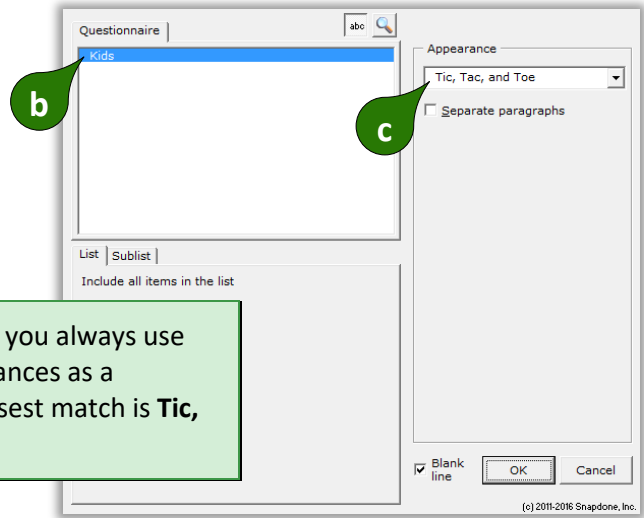 Questionnaire
abc
Kids
b
Appearance
Tic, Tac, and Toe
c
Separate paragraphs
List
Sublist
Include all items in the list
you always use
ances as a
sest match is Tic,
Blank
line
OK
Cancel
(c) 2011-2016 Snapdone, Inc.